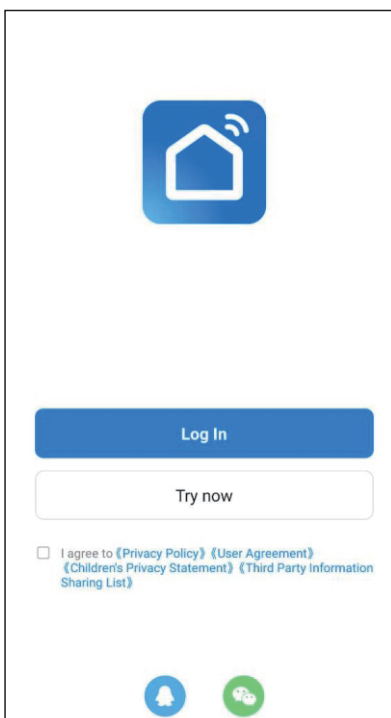 Log In
Try now
I agree to《Privacy Policy》《User Agreement》
《Children's Privacy Statement》《Third Party Information
Sharing List》